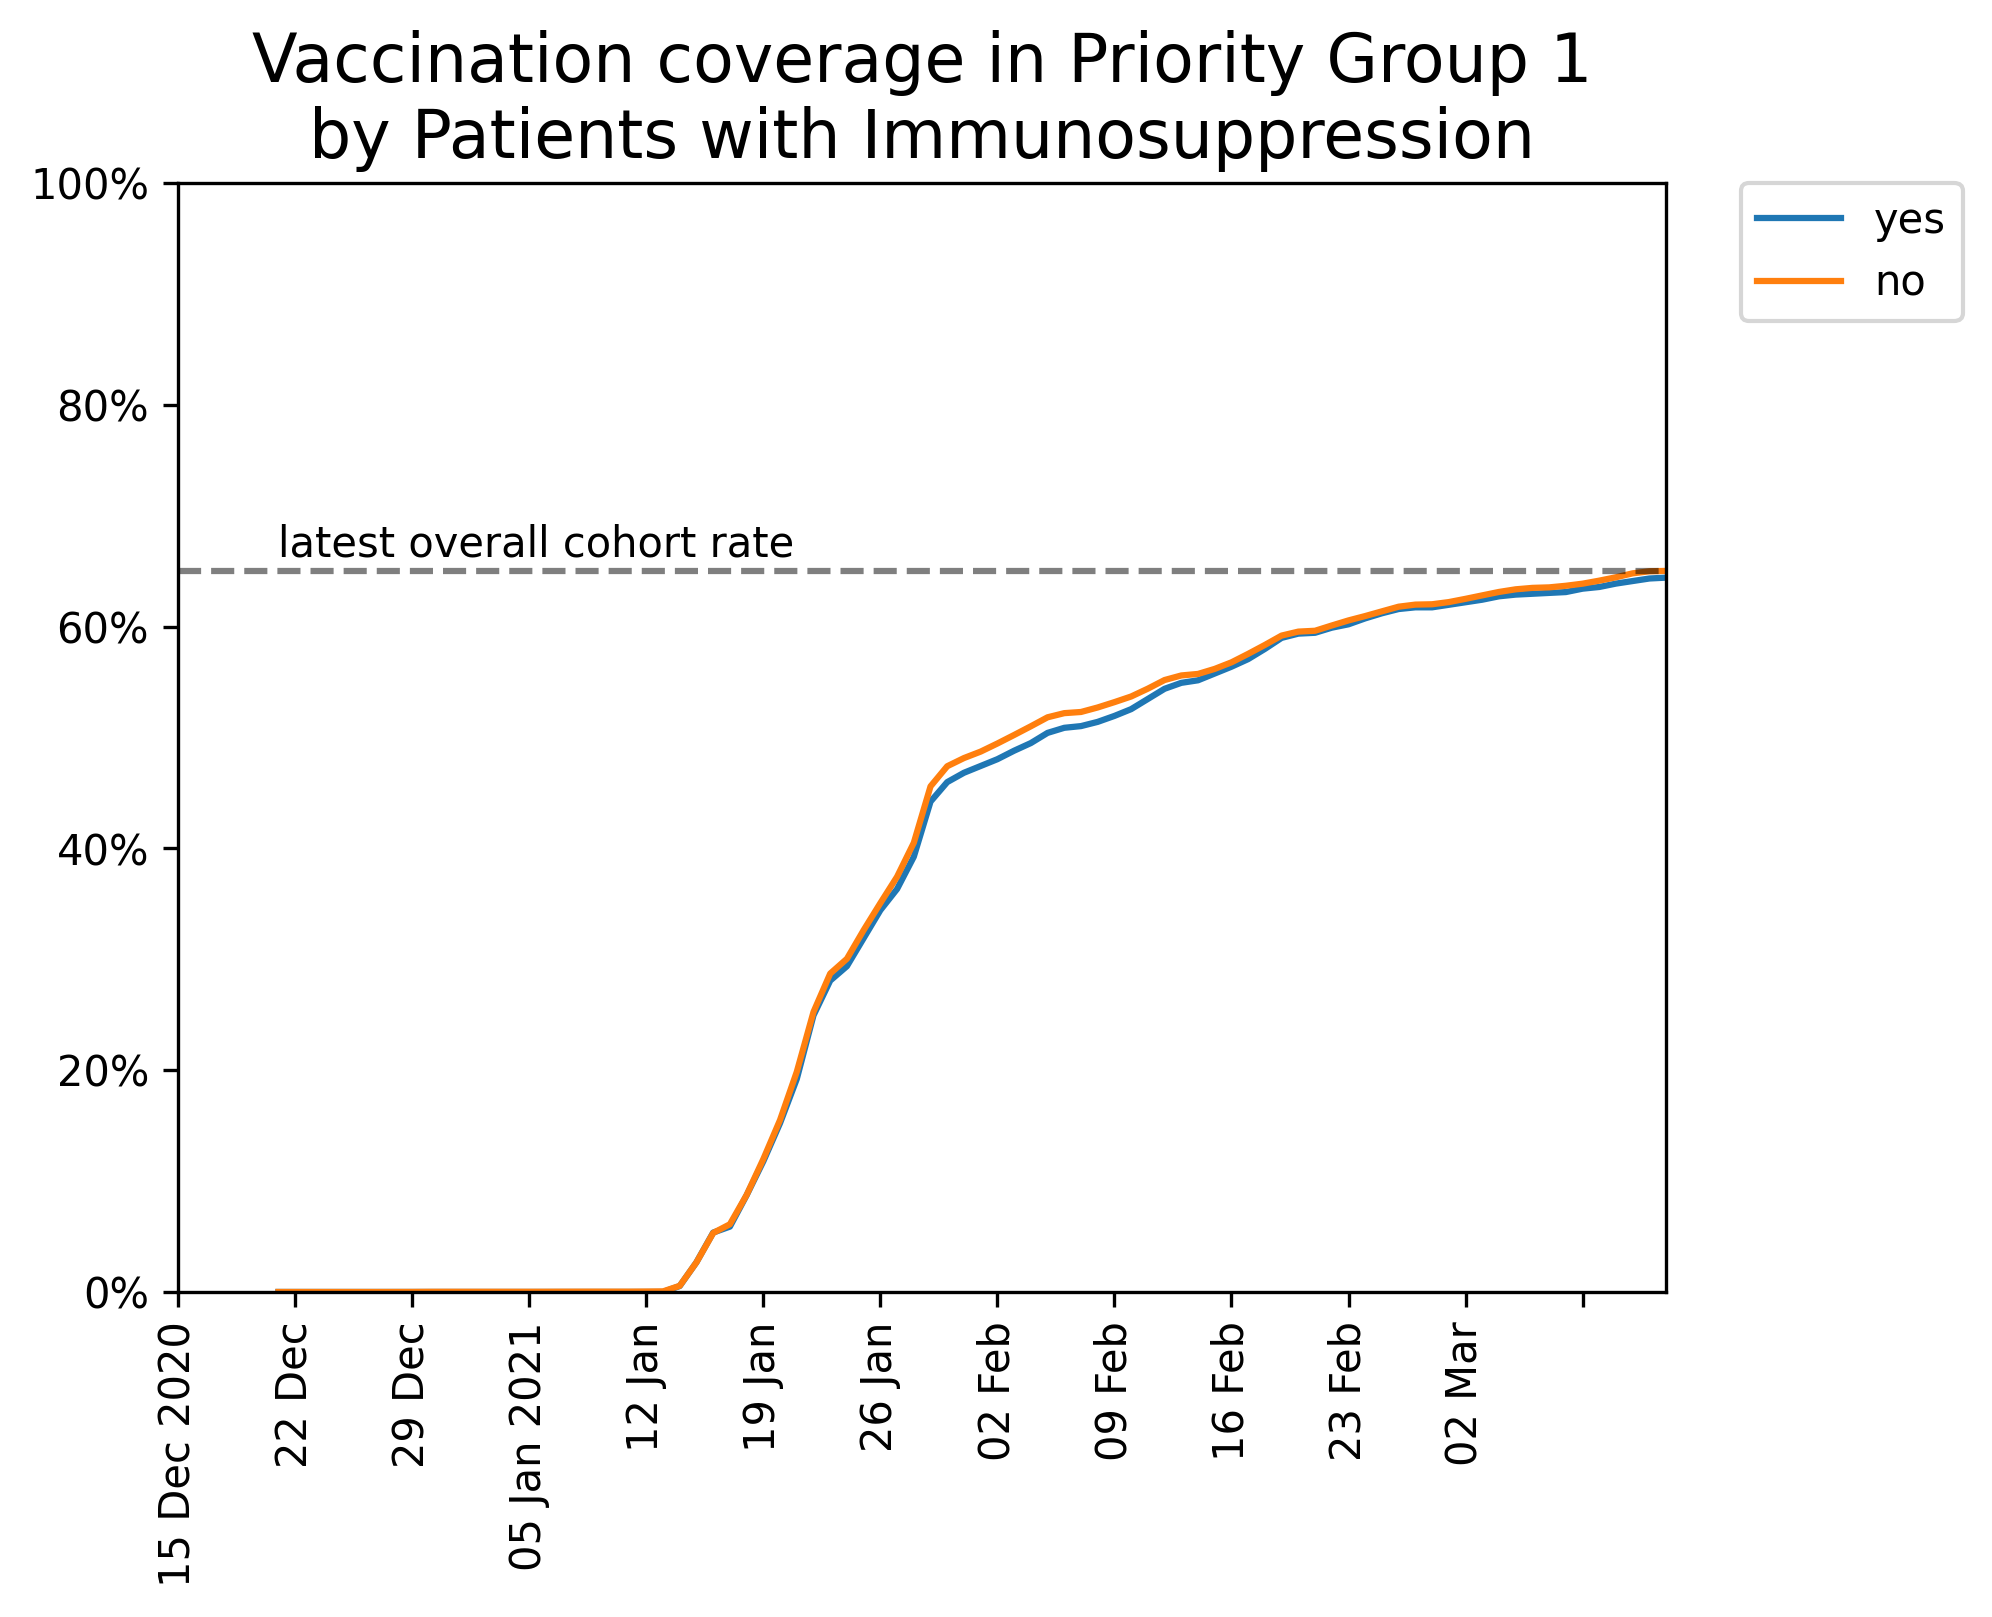 Vaccination coverage in Priority Group 1
by Patients with Immunosuppression
100%
80%
60%
40%
20%
0%
latest overall cohort rate
yes
no
15 Dec 2020
22 Dec
29 Dec
05 Jan 2021
12 Jan
19 Jan
26 Jan
02 Feb
09 Feb
16 Feb
23 Feb
02 Mar